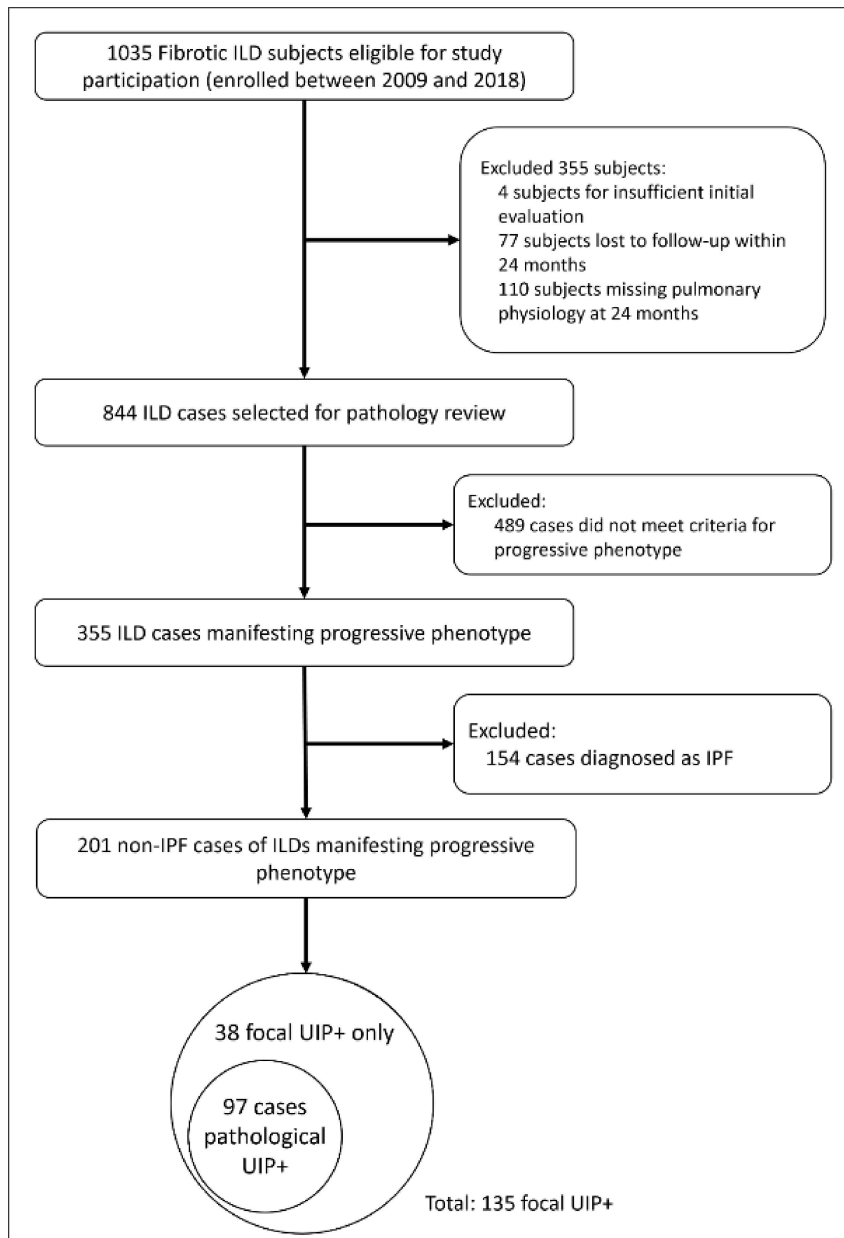 1035 Fibrotic ILD subjects eligible for study
participation (enrolled between 2009 and 2018)
Excluded 355 subjects:
4 subjects for insufficient initial
evaluation
77 subjects lost to follow-up within
24 months
110 subjects missing pulmonary
physiology at 24 months
844 ILD cases selected for pathology review
Excluded:
489 cases did not meet criteria for
progressive phenotype
355 ILD cases manifesting progressive phenotype
Excluded:
154 cases diagnosed as IPF
201 non-IPF cases of ILDs manifesting progressive
phenotype
38 focal UIP+ only
97 cases
pathological
UIP+
Total: 135 focal UIP+